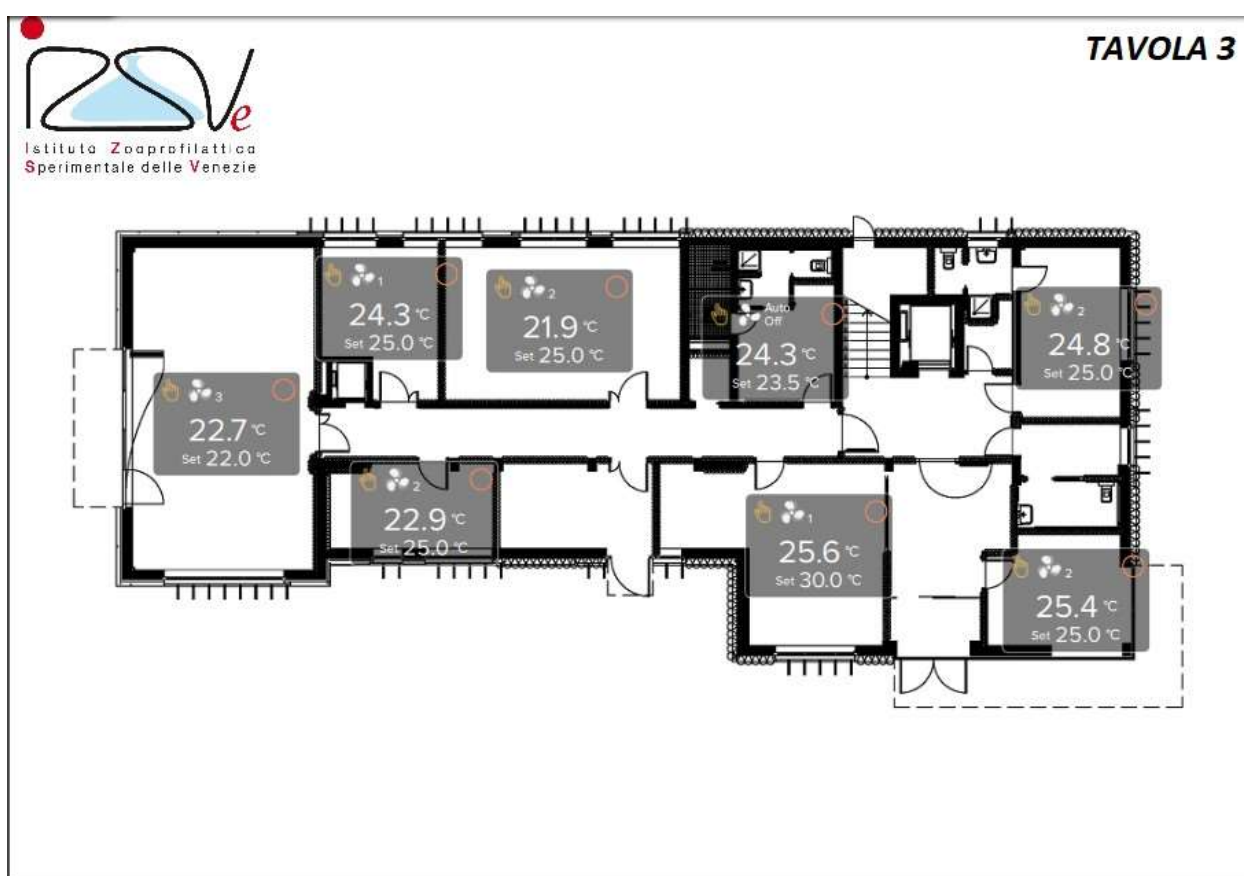 TAVOLA 3
IZSVe
Istituto Zooprofilattico
Sperimentale delle Venezie
1
24.3 °C
Set 25.0 °C
2
21.9 °C
Set 25.0 °C
Auto
Off
24.3 °C
Set 23.5 °C
2
24.8 °C
Set 25.0 °C
3
22.7 °C
Set 22.0 °C
2
22.9 °C
Set 25.0 °C
1
25.6 °C
Set 30.0 °C
2
25.4 °C
Set 25.0 °C